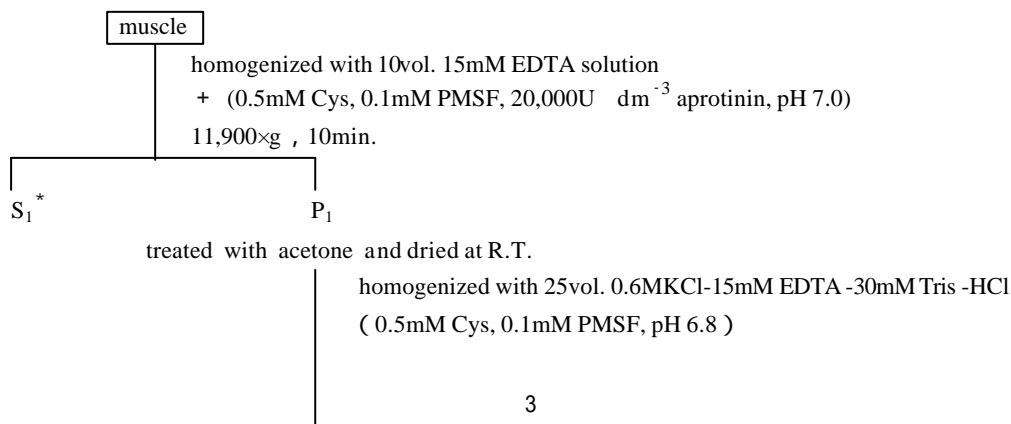 muscle
homogenized with 10vol. 15mM EDTA solution
+ (0.5mM Cys, 0.1mM PMSF, 20,000U dm⁻³ aprotinin, pH 7.0)
11,900×g , 10min.
S₁* P₁
treated with acetone and dried at R.T.
homogenized with 25vol. 0.6MKCl-15mM EDTA-30mM Tris -HCl
( 0.5mM Cys, 0.1mM PMSF, pH 6.8 )
3